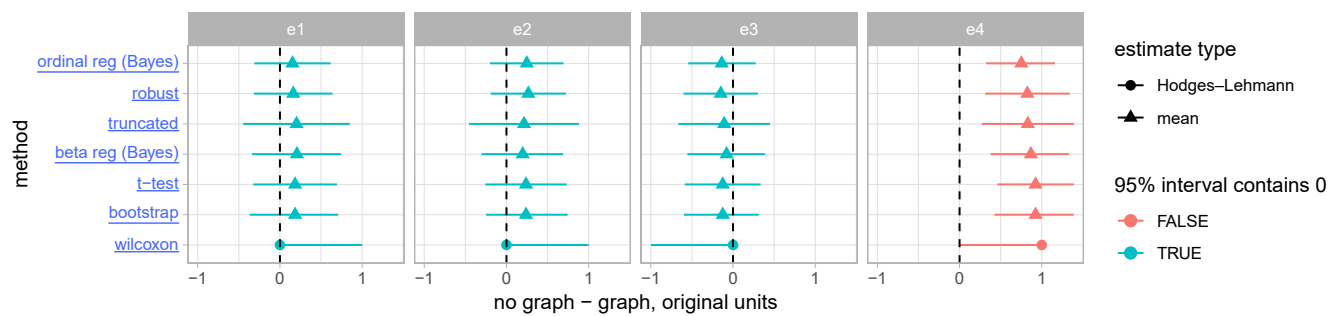 e1 e2 e3 e4
method
ordinal reg (Bayes)
robust
truncated
beta reg (Bayes)
t−test
bootstrap
wilcoxon
−1 0 1 −1 0 1 −1 0 1 −1 0 1
no graph − graph, original units
estimate type
Hodges–Lehmann
mean
95% interval contains 0
FALSE
TRUE